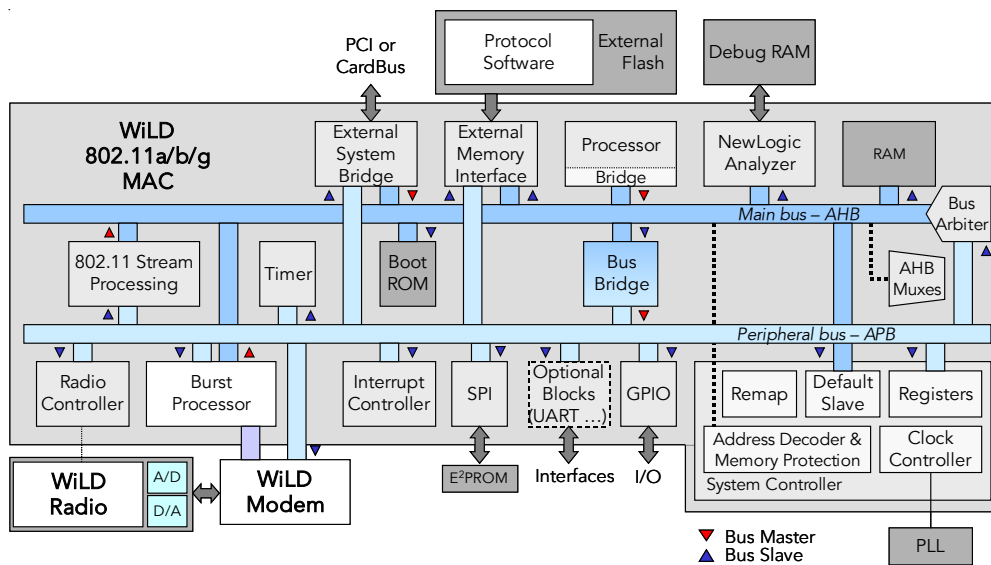 PCI or
CardBus
Protocol
Software
External
Flash
Debug RAM
WiLD
802.11a/b/g
MAC
External
System
Bridge
External
Memory
Interface
Processor
Bridge
NewLogic
Analyzer
RAM
Main bus – AHB
Bus
Arbiter
802.11 Stream
Processing
Timer
Boot
ROM
Bus
Bridge
AHB
Muxes
Peripheral bus – APB
Radio
Controller
Burst
Processor
Interrupt
Controller
SPI
Optional
Blocks
(UART ...)
GPIO
Remap
Default
Slave
Registers
Address Decoder &
Memory Protection
Clock
Controller
System Controller
WiLD
Radio
A/D
D/A
WiLD
Modem
E²PROM
Interfaces
I/O
Bus Master
Bus Slave
PLL